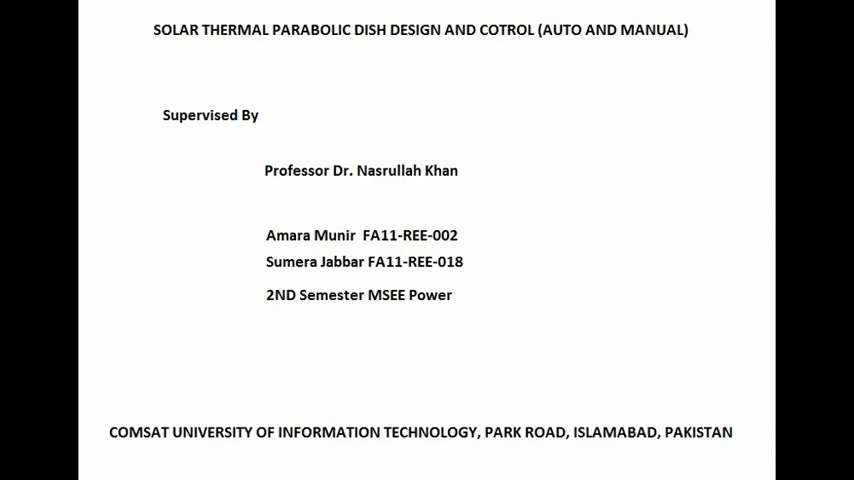 SOLAR THERMAL PARABOLIC DISH DESIGN AND COTROL (AUTO AND MANUAL)
Supervised By
Professor Dr. Nasrullah Khan
Amara Munir FA11-REE-002
Sumera Jabbar FA11-REE-018
2ND Semester MSEE Power
COMSAT UNIVERSITY OF INFORMATION TECHNOLOGY, PARK ROAD, ISLAMABAD, PAKISTAN